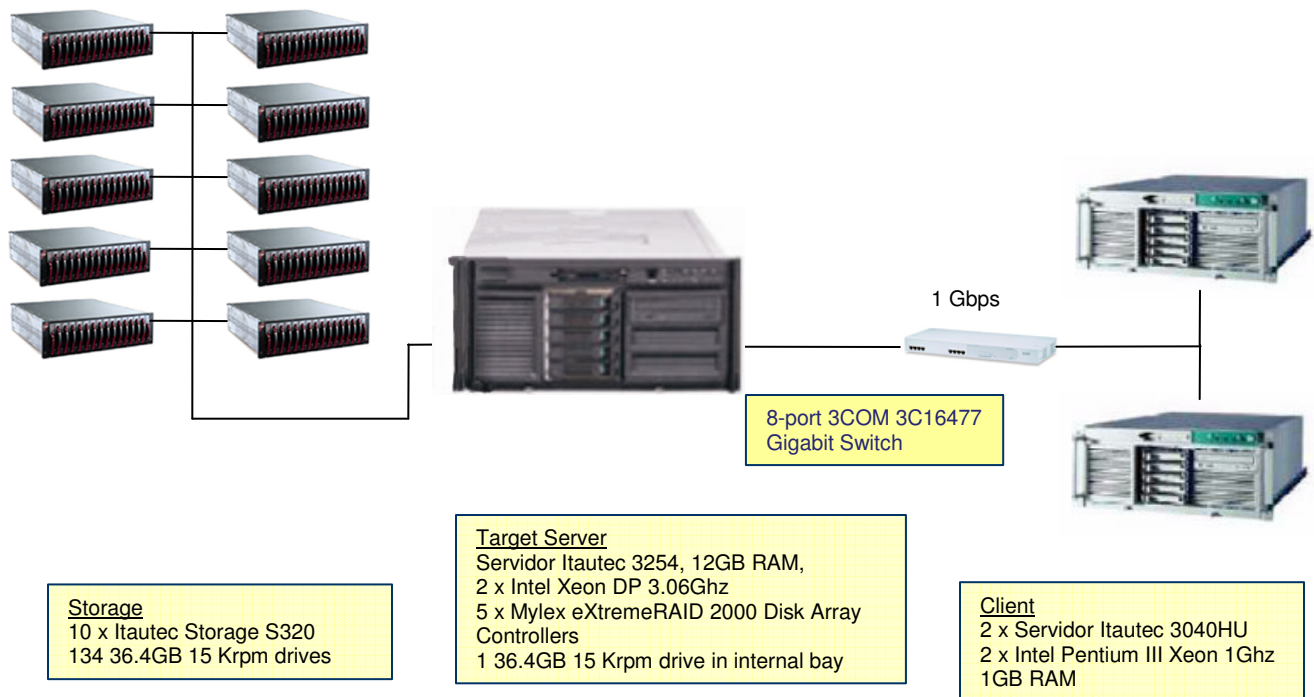 1 Gbps
8-port 3COM 3C16477
Gigabit Switch
Storage
10 x Itautec Storage S320
134 36.4GB 15 Krpm drives
Target Server
Servidor Itautec 3254, 12GB RAM,
2 x Intel Xeon DP 3.06Ghz
5 x Mylex eXtremeRAID 2000 Disk Array
Controllers
1 36.4GB 15 Krpm drive in internal bay
Client
2 x Servidor Itautec 3040HU
2 x Intel Pentium III Xeon 1Ghz
1GB RAM